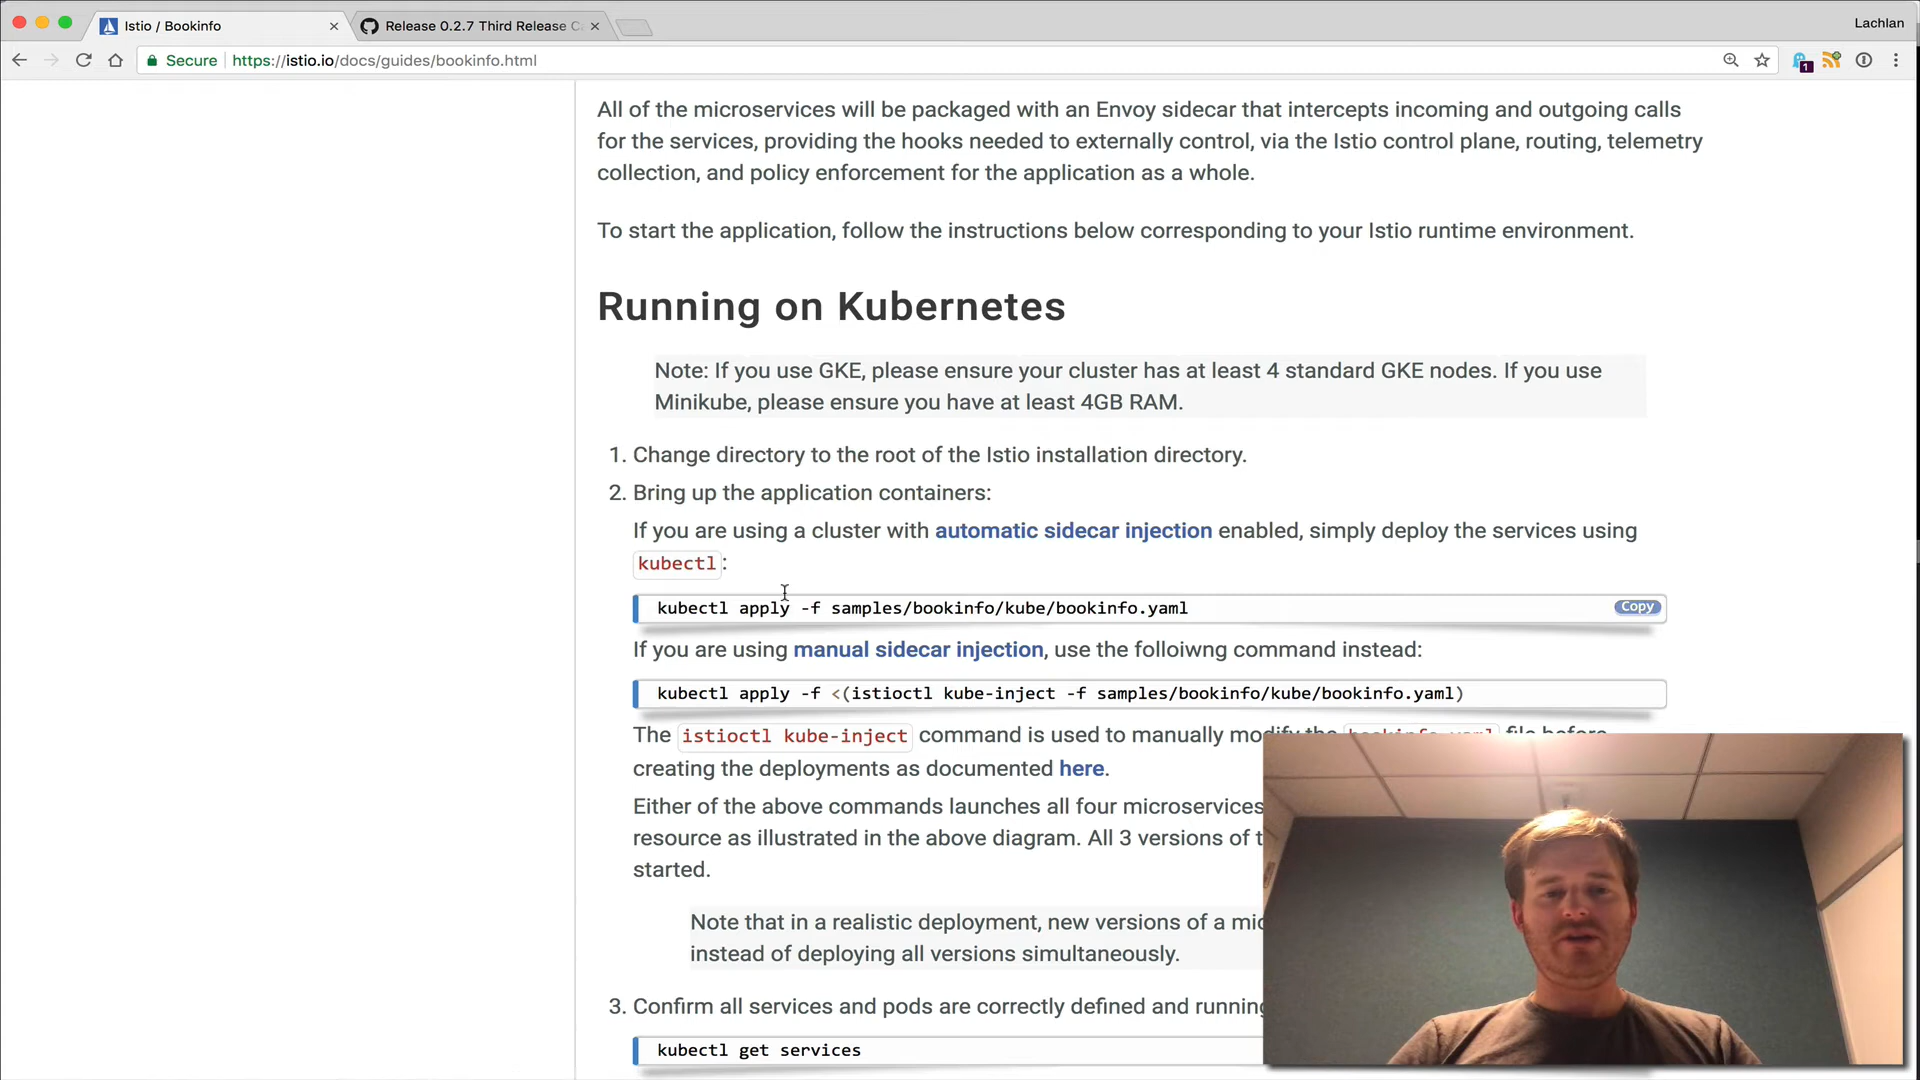 Istio / Bookinfo
Release 0.2.7 Third Release C
Lachlan
Secure
https://istio.io/docs/guides/bookinfo.html
1
All of the microservices will be packaged with an Envoy sidecar that intercepts incoming and outgoing calls
for the services, providing the hooks needed to externally control, via the Istio control plane, routing, telemetry
collection, and policy enforcement for the application as a whole.
To start the application, follow the instructions below corresponding to your Istio runtime environment.
Running on Kubernetes
Note: If you use GKE, please ensure your cluster has at least 4 standard GKE nodes. If you use
Minikube, please ensure you have at least 4GB RAM.
1. Change directory to the root of the Istio installation directory.
2. Bring up the application containers:
If you are using a cluster with automatic sidecar injection enabled, simply deploy the services using
kubectl:
kubectl apply -f samples/bookinfo/kube/bookinfo.yaml
Copy
If you are using manual sidecar injection, use the folloiwng command instead:
kubectl apply -f <(istioctl kube-inject -f samples/bookinfo/kube/bookinfo.yaml)
The istioctl kube-inject command is used to manually modify the bookinfo.yaml file before
creating the deployments as documented here.
Either of the above commands launches all four microservices
resource as illustrated in the above diagram. All 3 versions of t
started.
Note that in a realistic deployment, new versions of a mic
instead of deploying all versions simultaneously.
3. Confirm all services and pods are correctly defined and running
kubectl get services